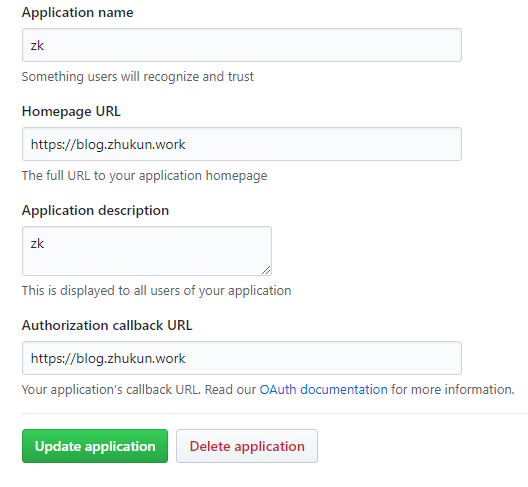 Application name
zk
Something users will recognize and trust
Homepage URL
https://blog.zhukun.work
The full URL to your application homepage
Application description
zk
This is displayed to all users of your application
Authorization callback URL
https://blog.zhukun.work
Your application’s callback URL. Read our OAuth documentation for more information.
Update application Delete application